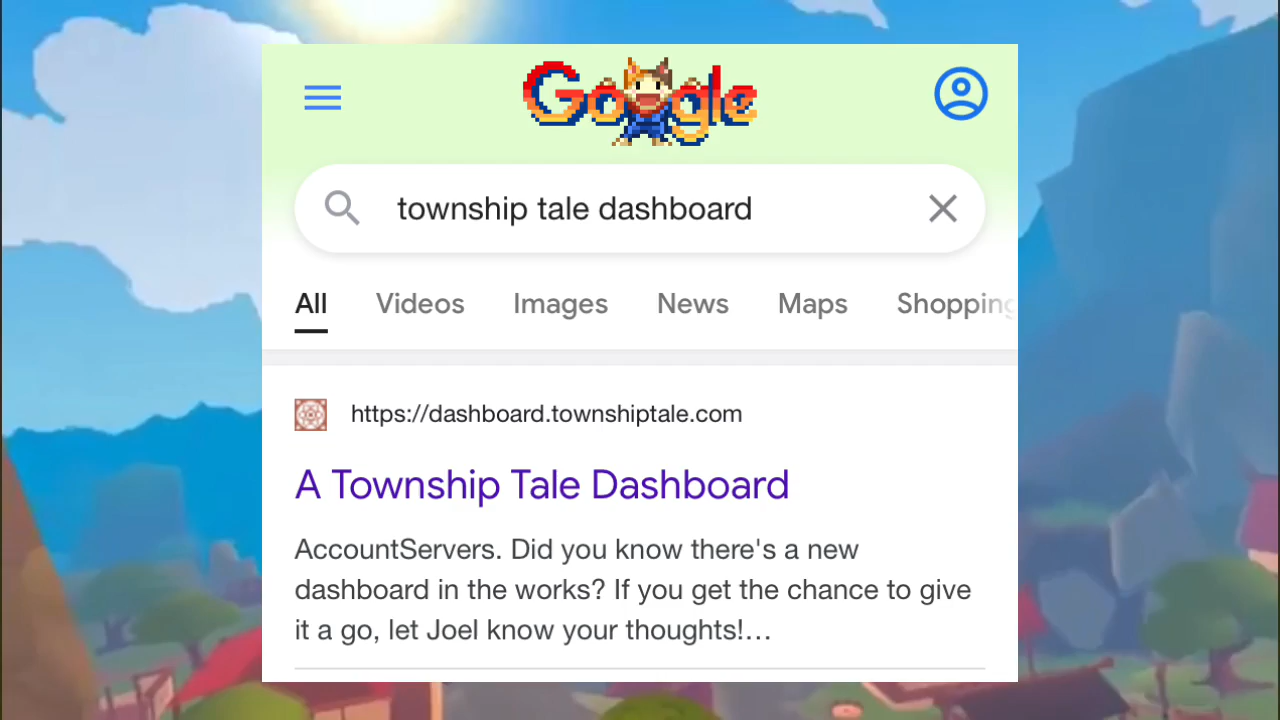 Google
township tale dashboard
All Videos Images News Maps Shopping
https://dashboard.townshiptale.com
A Township Tale Dashboard
AccountServers. Did you know there's a new
dashboard in the works? If you get the chance to give
it a go, let Joel know your thoughts!...